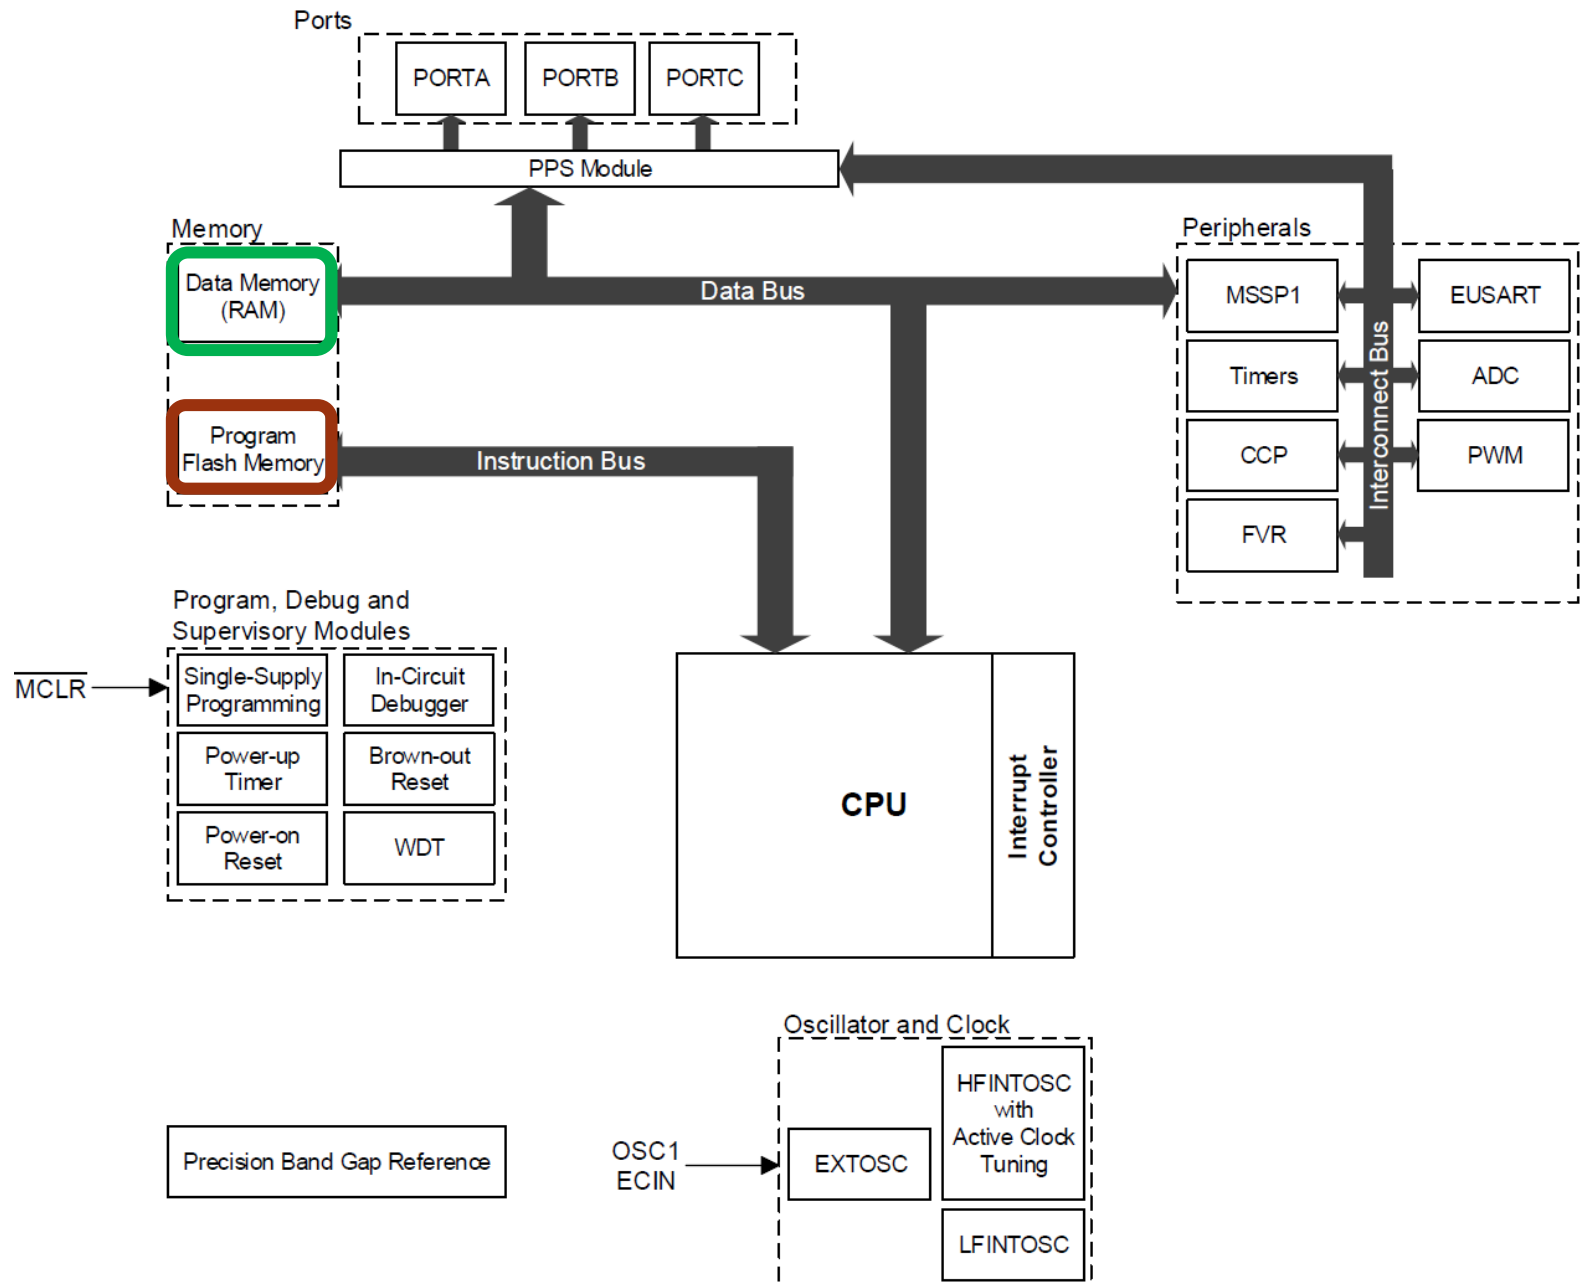 Ports
PORTA
PORTB
PORTC
PPS Module
Memory
Data Memory
(RAM)
Data Bus
Program
Flash Memory
Instruction Bus
Peripherals
MSSP1
EUSART
Timers
ADC
CCP
PWM
FVR
Interconnect Bus
Program, Debug and
Supervisory Modules
MCLR
Single-Supply
Programming
In-Circuit
Debugger
Power-up
Timer
Brown-out
Reset
Power-on
Reset
WDT
CPU
Interrupt
Controller
Oscillator and Clock
HFINTOSC
with
Active Clock
Tuning
OSC1
ECIN
EXTOSC
LFINTOSC
Precision Band Gap Reference